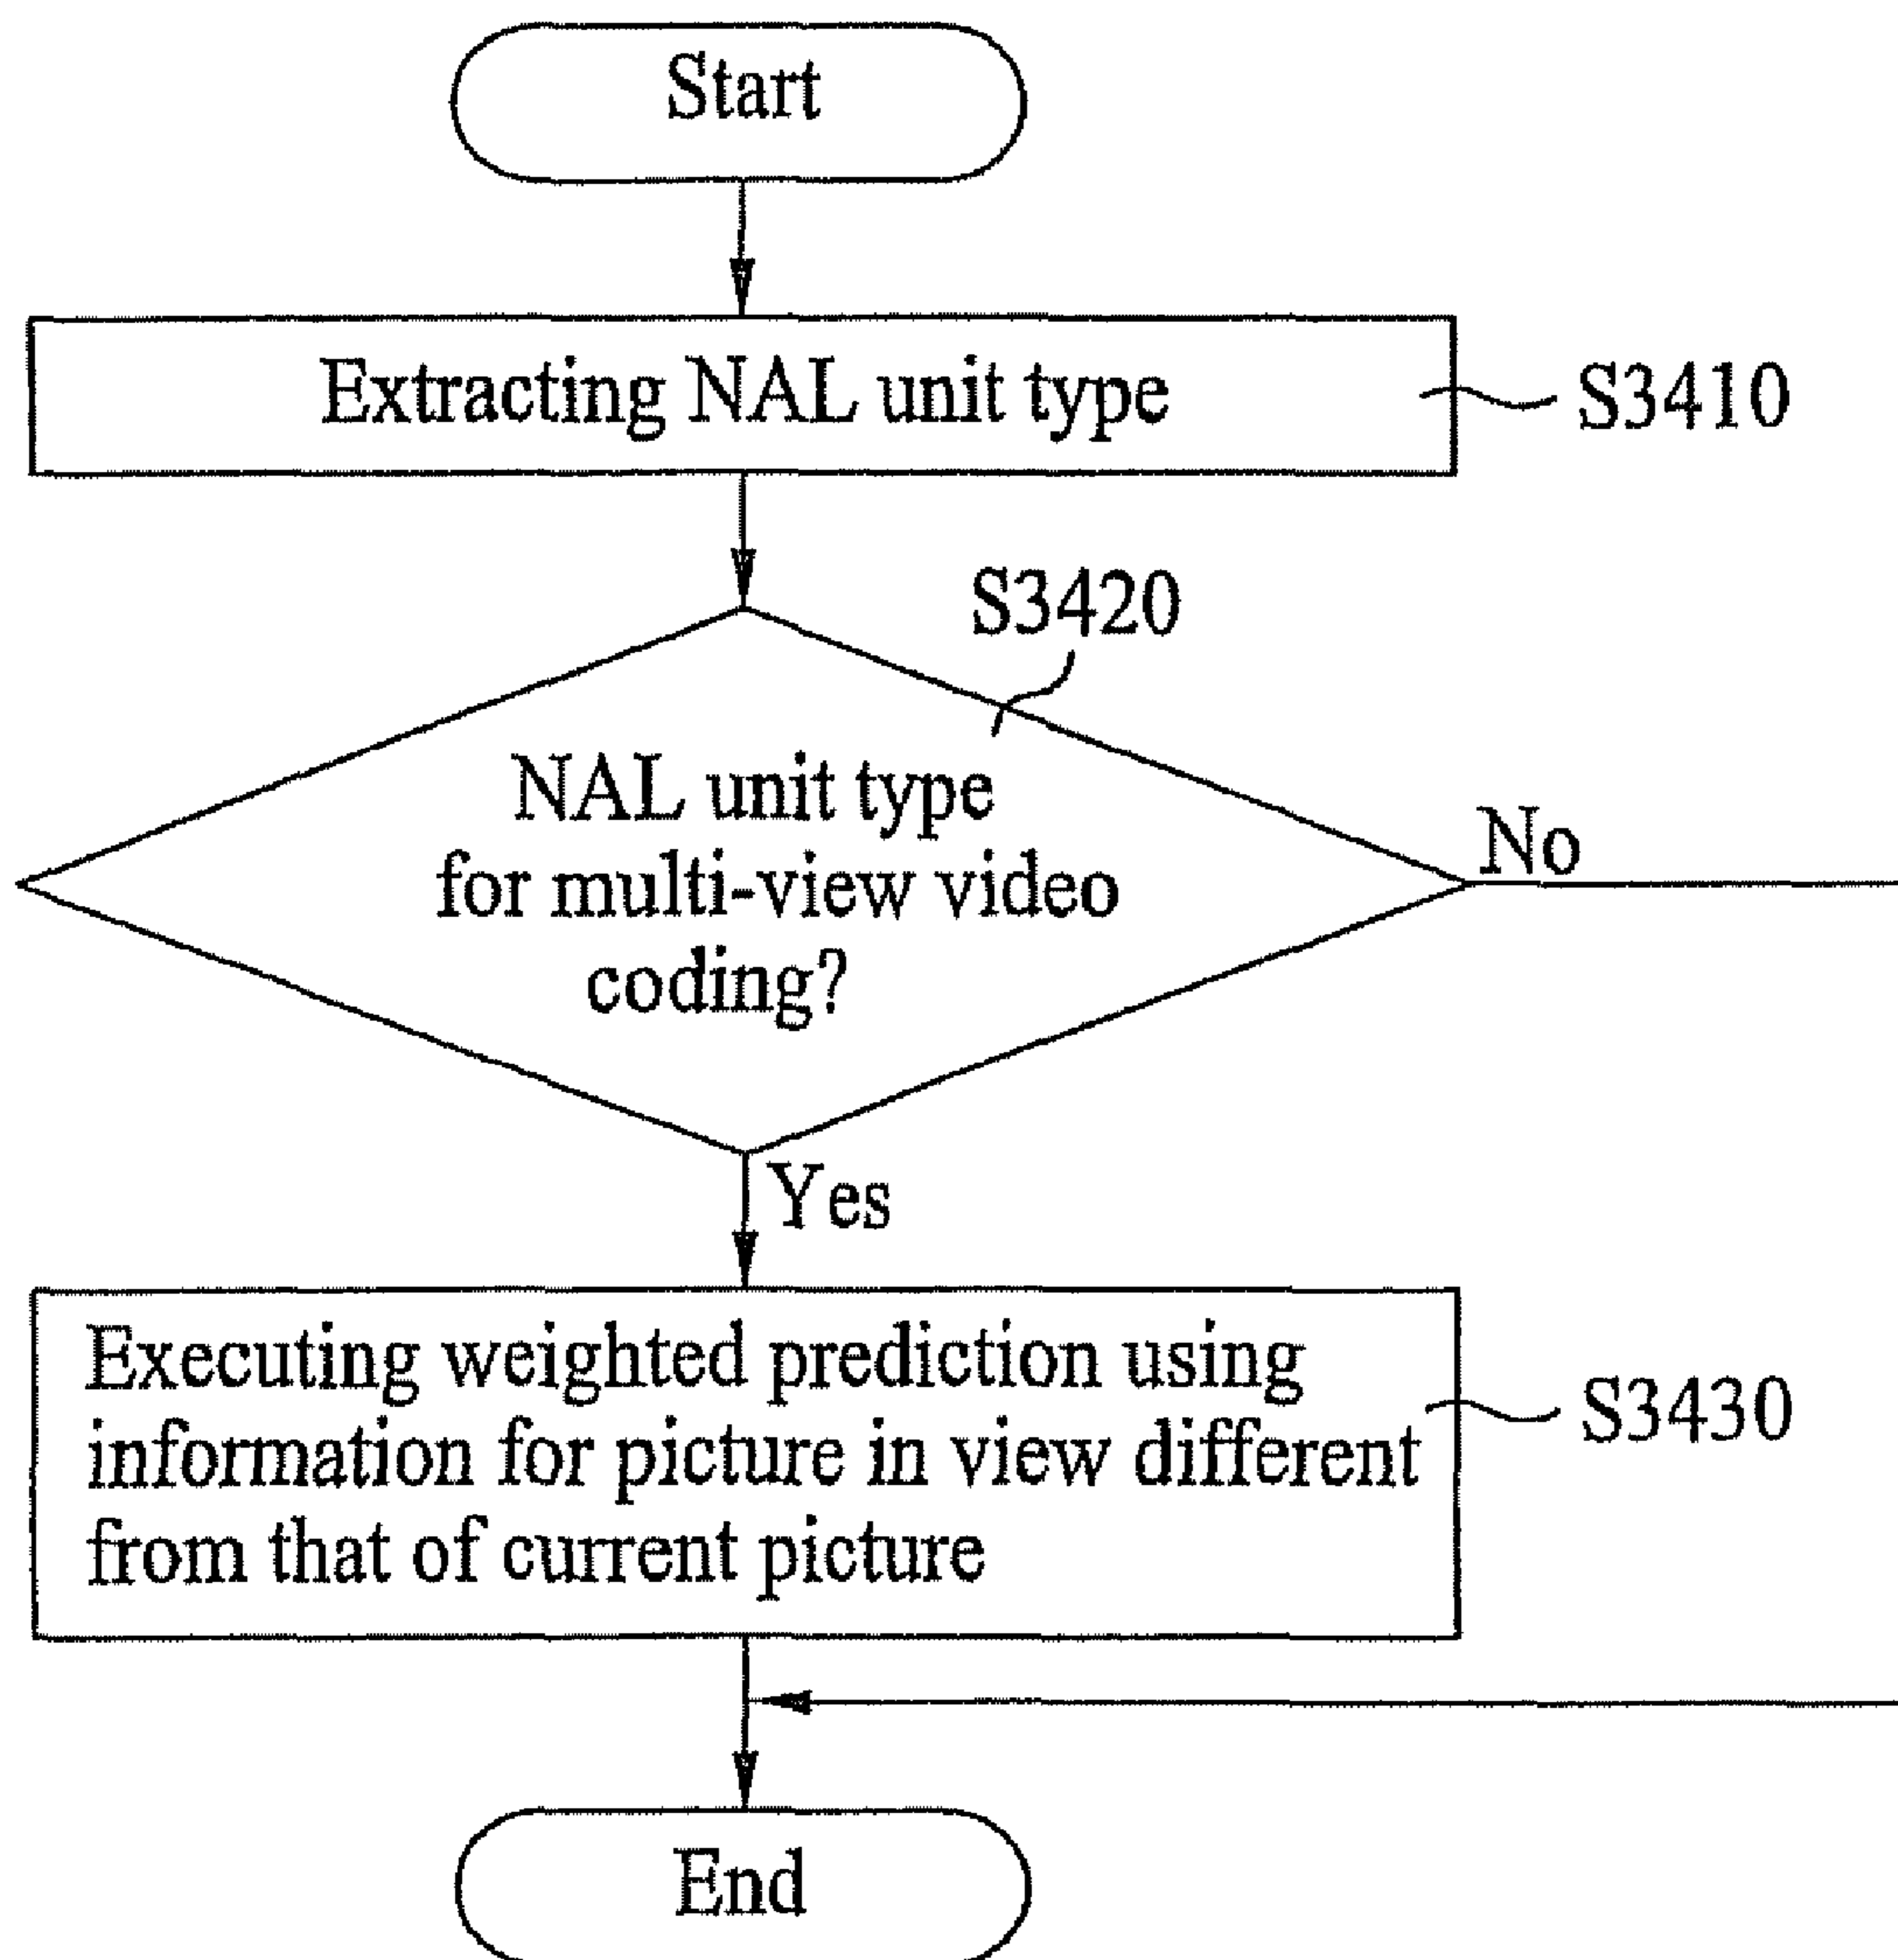 Start
Extracting NAL unit type
S3410
S3420
NAL unit type
for multi-view video
coding?
No
Yes
Executing weighted prediction using
information for picture in view different
from that of current picture
S3430
End